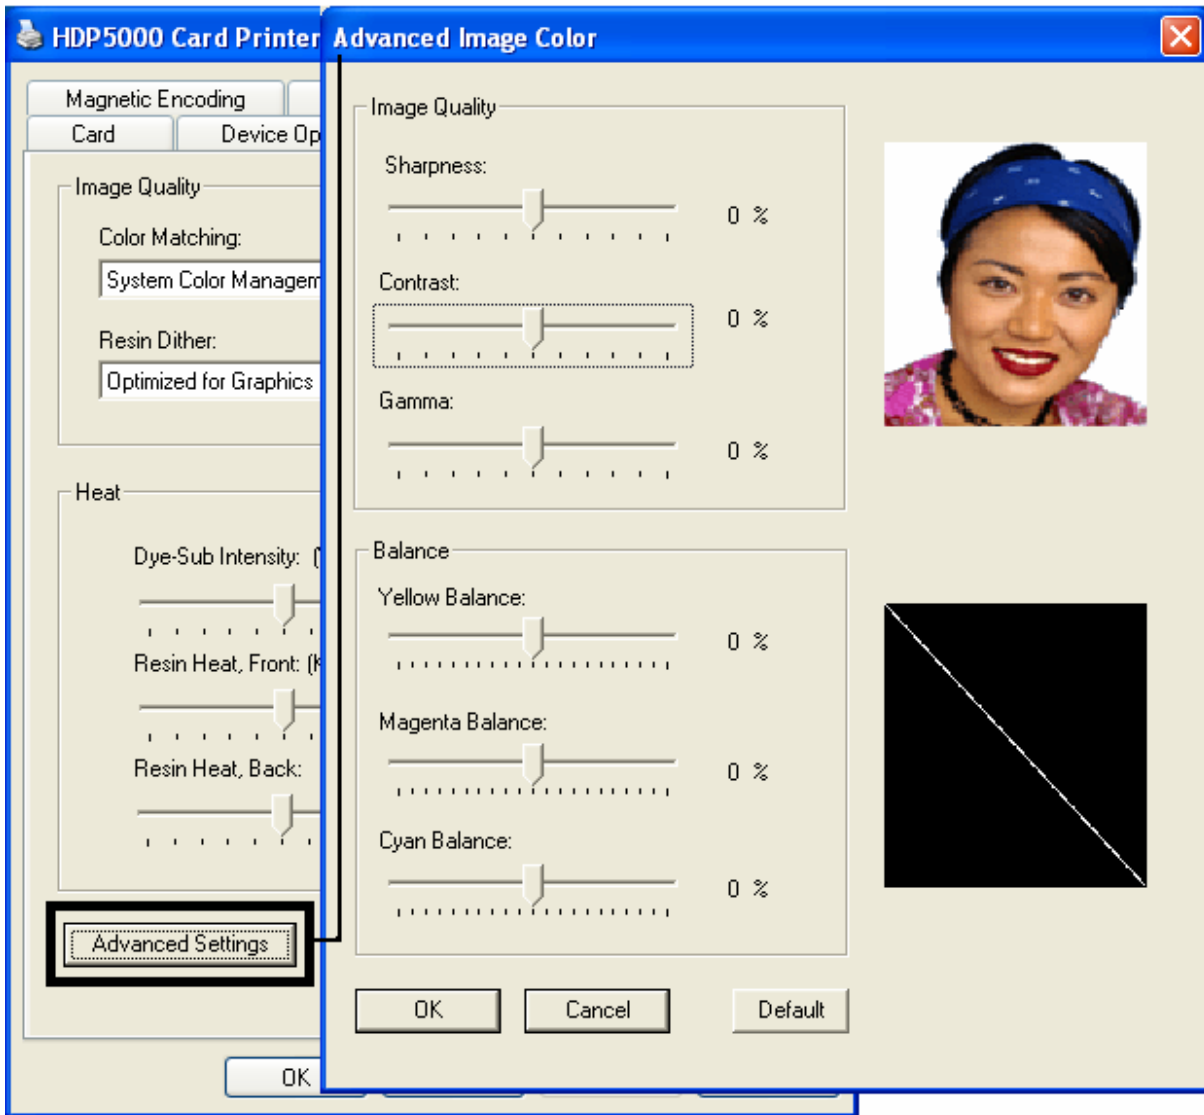 HDP5000 Card Printer
Magnetic Encoding
Card
Device Op
Image Quality
Color Matching:
System Color Managem
Resin Dither:
Optimized for Graphics
Heat
Dye-Sub Intensity: (
Resin Heat, Front: (K
Resin Heat, Back:
Advanced Settings
OK
Advanced Image Color
Image Quality
Sharpness:
0 %
Contrast:
0 %
Gamma:
0 %
Balance
Yellow Balance:
0 %
Magenta Balance:
0 %
Cyan Balance:
0 %
OK
Cancel
Default